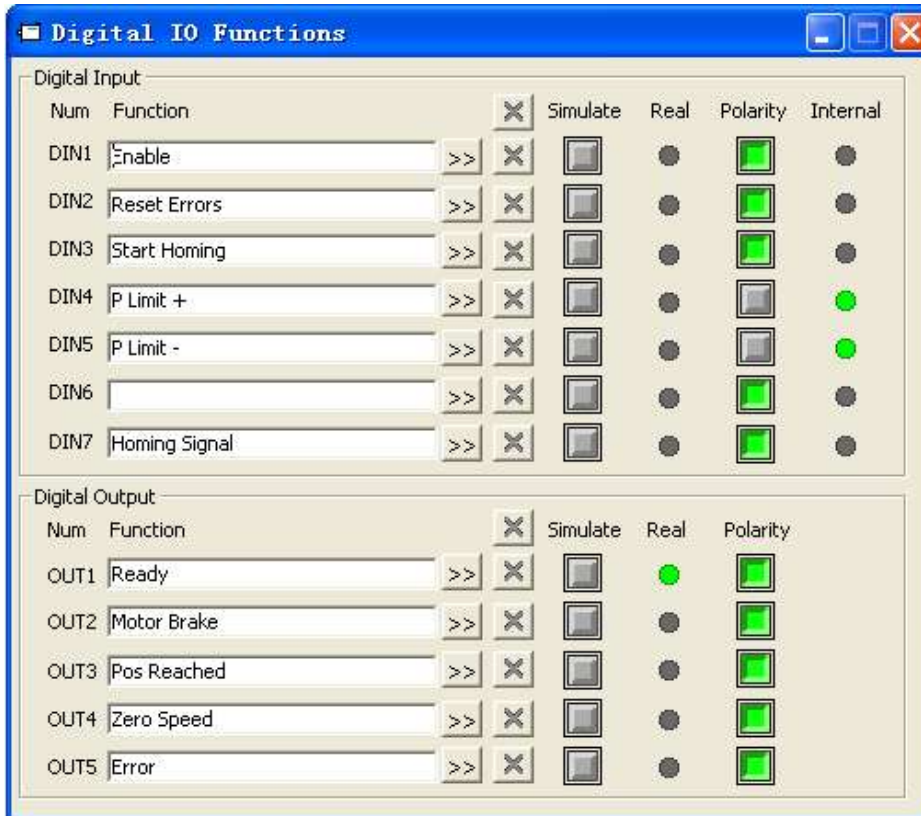 Digital IO Functions
Digital Input
Num Function Simulate Real Polarity Internal
DIN1 Enable >>
DIN2 Reset Errors >>
DIN3 Start Homing >>
DIN4 P Limit + >>
DIN5 P Limit - >>
DIN6 >>
DIN7 Homing Signal >>
Digital Output
Num Function Simulate Real Polarity
OUT1 Ready >>
OUT2 Motor Brake >>
OUT3 Pos Reached >>
OUT4 Zero Speed >>
OUT5 Error >>